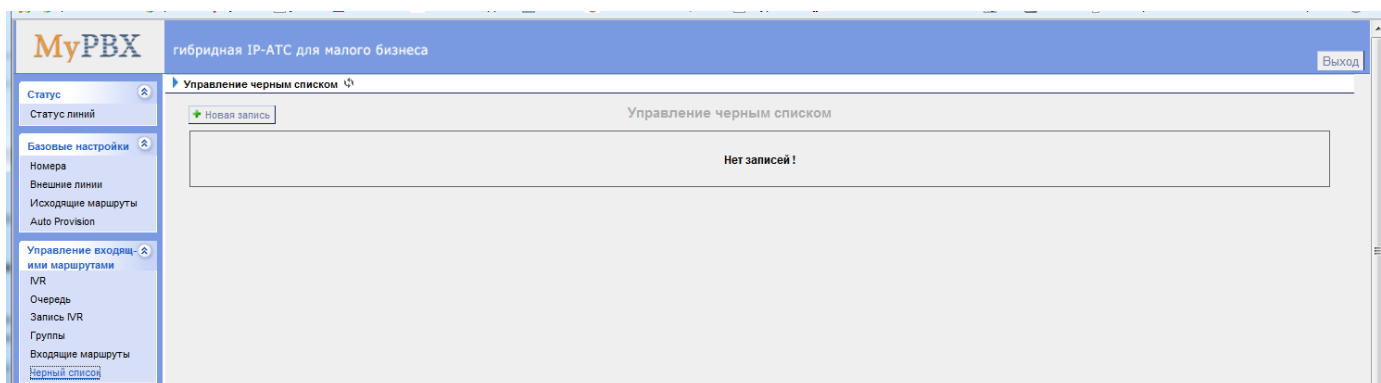 MyPBX
гибридная IP-АТС для малого бизнеса
Выход
Статус
Статус линий
Базовые настройки
Номера
Внешние линии
Исходящие маршруты
Auto Provision
Управление входящ-
ими маршрутами
IVR
Очередь
Запись IVR
Группы
Входящие маршруты
Черный список
Управление черным списком
Новая запись
Управление черным списком
Нет записей !